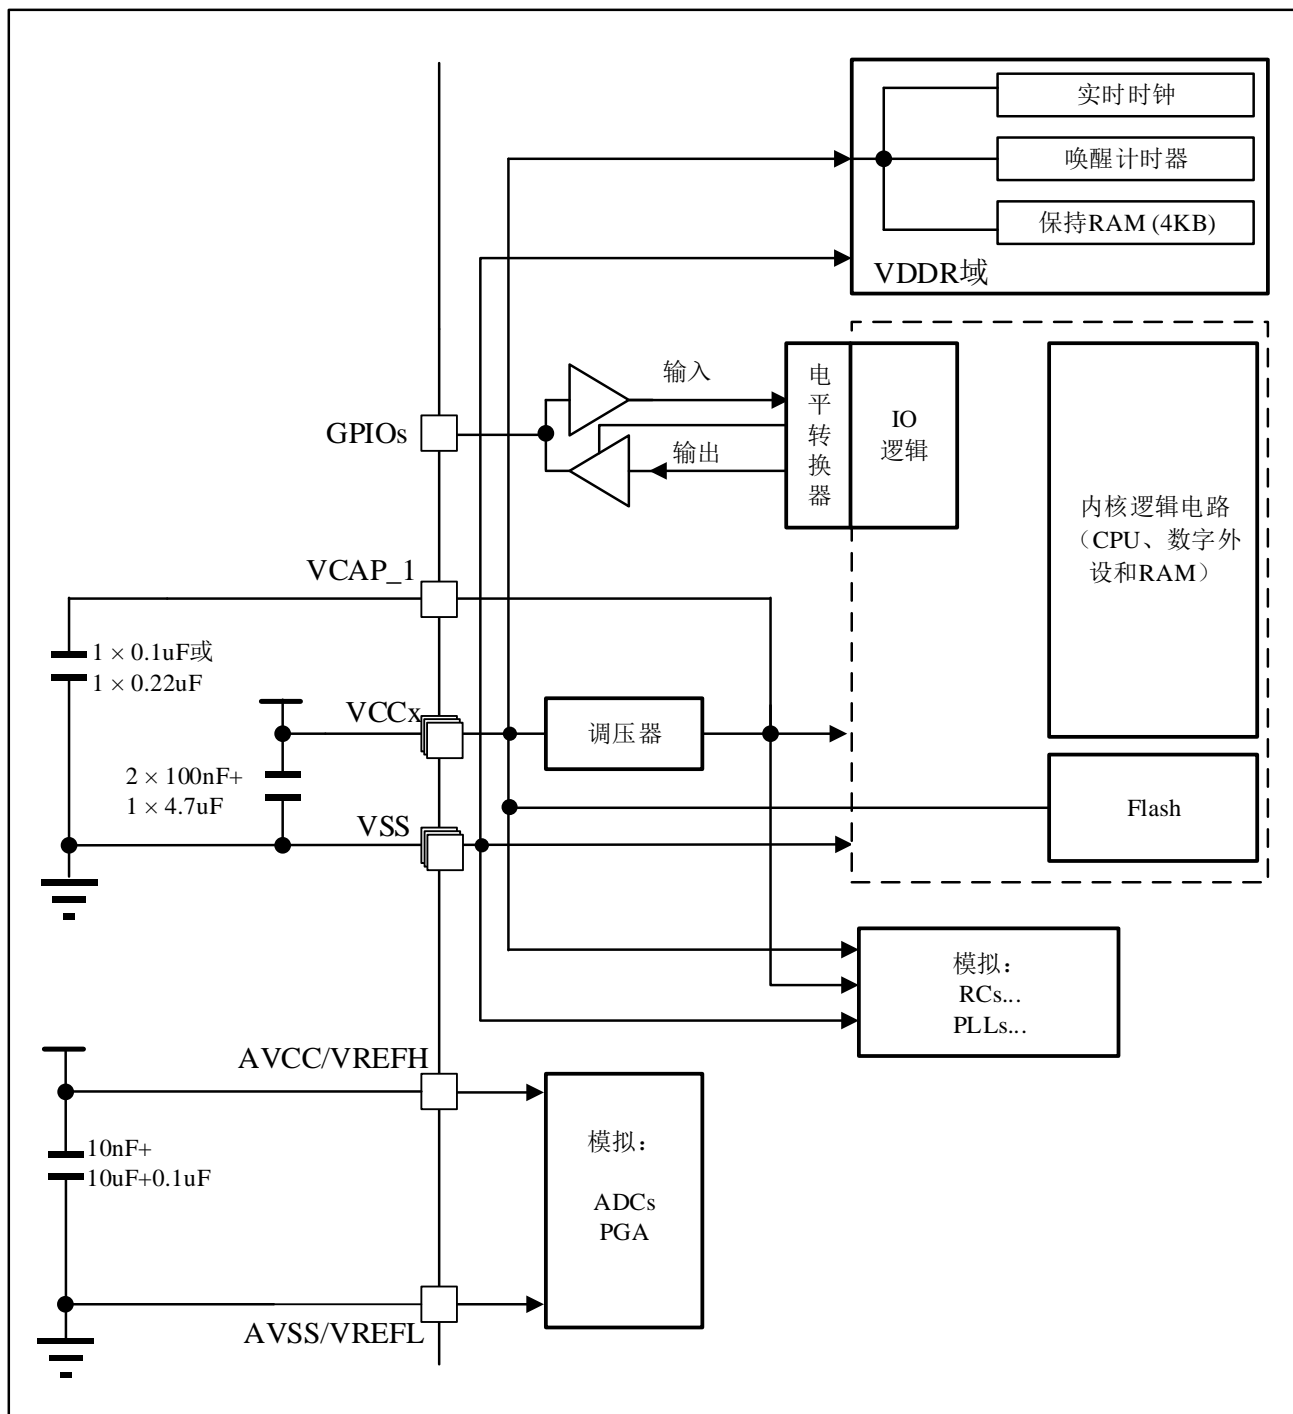 实时时钟
唤醒计时器
保持RAM (4KB)
VDDR域
输入
电平转换器
IO
逻辑
GPIOs
输出
内核逻辑电路
（CPU、数字外
设和RAM）
VCAP_1
1 × 0.1uF或
1 × 0.22uF
VCCx
调压器
2 × 100nF+
1 × 4.7uF
VSS
Flash
模拟：
RCs...
PLLs...
AVCC/VREFH
10nF+
10uF+0.1uF
模拟：
ADCs
PGA
AVSS/VREFL